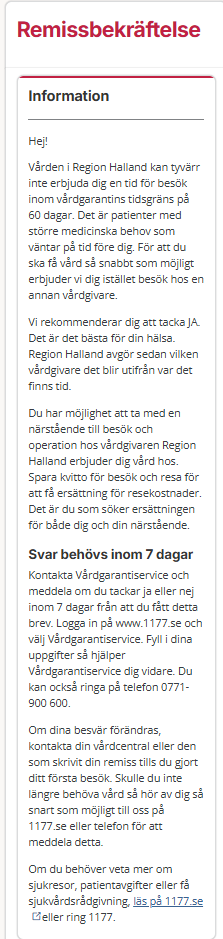 Remissbekräftelse
Information
Hej!
Vården i Region Halland kan tyvärr
inte erbjuda dig en tid för besök
inom vårdgarantins tidsgräns på
60 dagar. Det är patienter med
större medicinska behov som
väntar på tid före dig. För att du
ska få vård så snabbt som möjligt
erbjuder vi dig istället besök hos en
annan vårdgivare.
Vi rekommenderar dig att tacka JA.
Det är det bästa för din hälsa.
Region Halland avgör sedan vilken
vårdgivare det blir utifrån var det
finns tid.
Du har möjlighet att ta med en
närstående till besök och
operation hos vårdgivaren Region
Halland erbjuder dig vård hos.
Spara kvitto för besök och resa för
att få ersättning för resekostnader.
Det är du som söker ersättningen
för både dig och din närstående.
Svar behövs inom 7 dagar
Kontakta Vårdgarantiservice och
meddela om du tackar ja eller nej
inom 7 dagar från att du fått detta
brev. Logga in på www.1177.se och
välj Vårdgarantiservice. Fyll i dina
uppgifter så hjälper
Vårdgarantiservice dig vidare. Du
kan också ringa på telefon 0771-
900 600.
Om dina besvär förändras,
kontakta din vårdcentral eller den
som skrivit din remiss tills du gjort
ditt första besök. Skulle du inte
längre behöva vård så hör av dig så
snart som möjligt till oss på
1177.se eller telefon för att
meddela detta.
Om du behöver veta mer om
sjukresor, patientavgifter eller få
sjukvårdsrådgivning, läs på 1177.se
eller ring 1177.